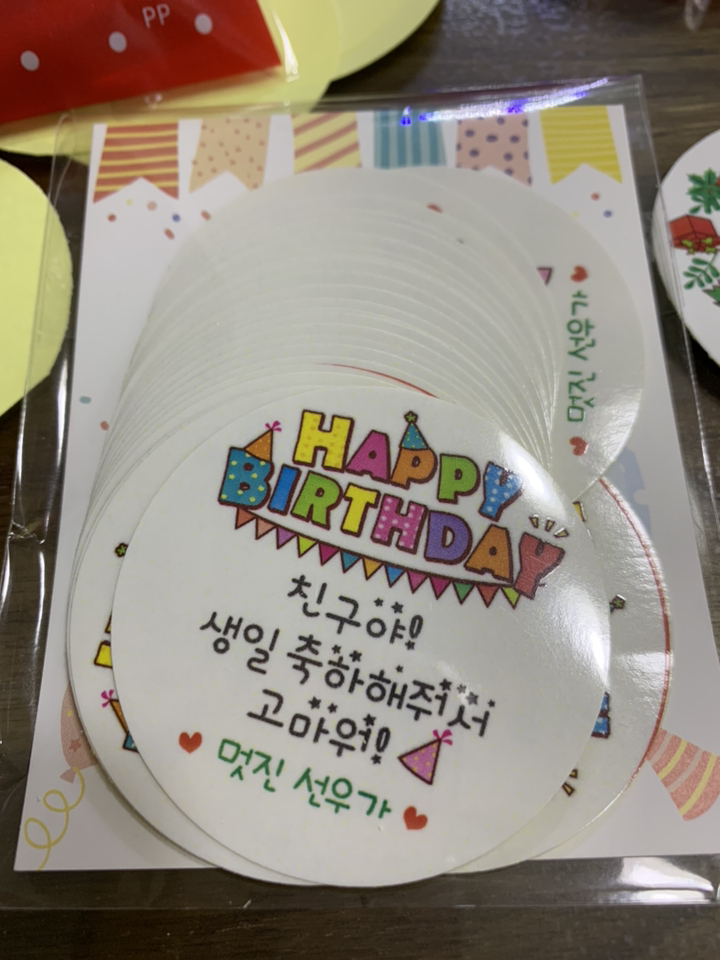 PP
HAPPY
BIRTHDAY
친구야!
생일 축하해줘서
고마워!
멋진 선우가
멋진 선우가